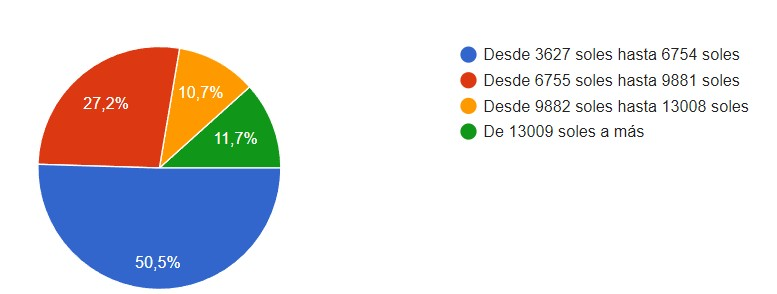 27,2%
10,7%
11,7%
50,5%
Desde 3627 soles hasta 6754 soles
Desde 6755 soles hasta 9881 soles
Desde 9882 soles hasta 13008 soles
De 13009 soles a más